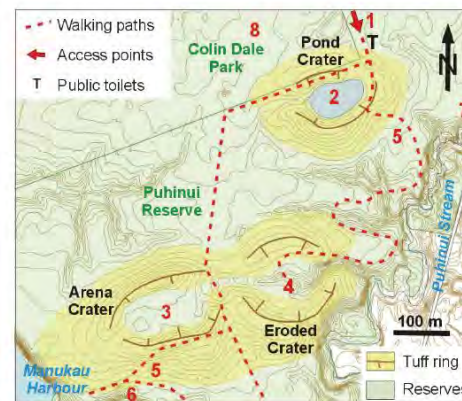 Walking paths
Access points
T Public toilets
8
Colin Dale
Park
1
T
Pond
Crater
N
2
5
Puhinui
Reserve
Puhinui Stream
Arena
Crater
3
4
Eroded
Crater
100 m
5
Manukau
Harbour
6
Tuff ring
Reserves